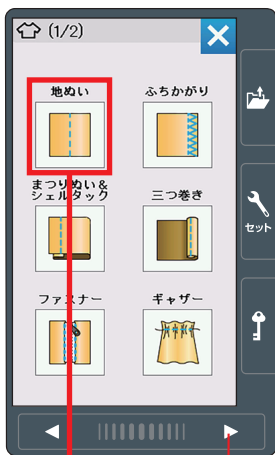 (1/2)
地ぬい
ふちかがり
まつりぬい&
シェルタック
三つ巻き
ファスナー
ギャザー
セット